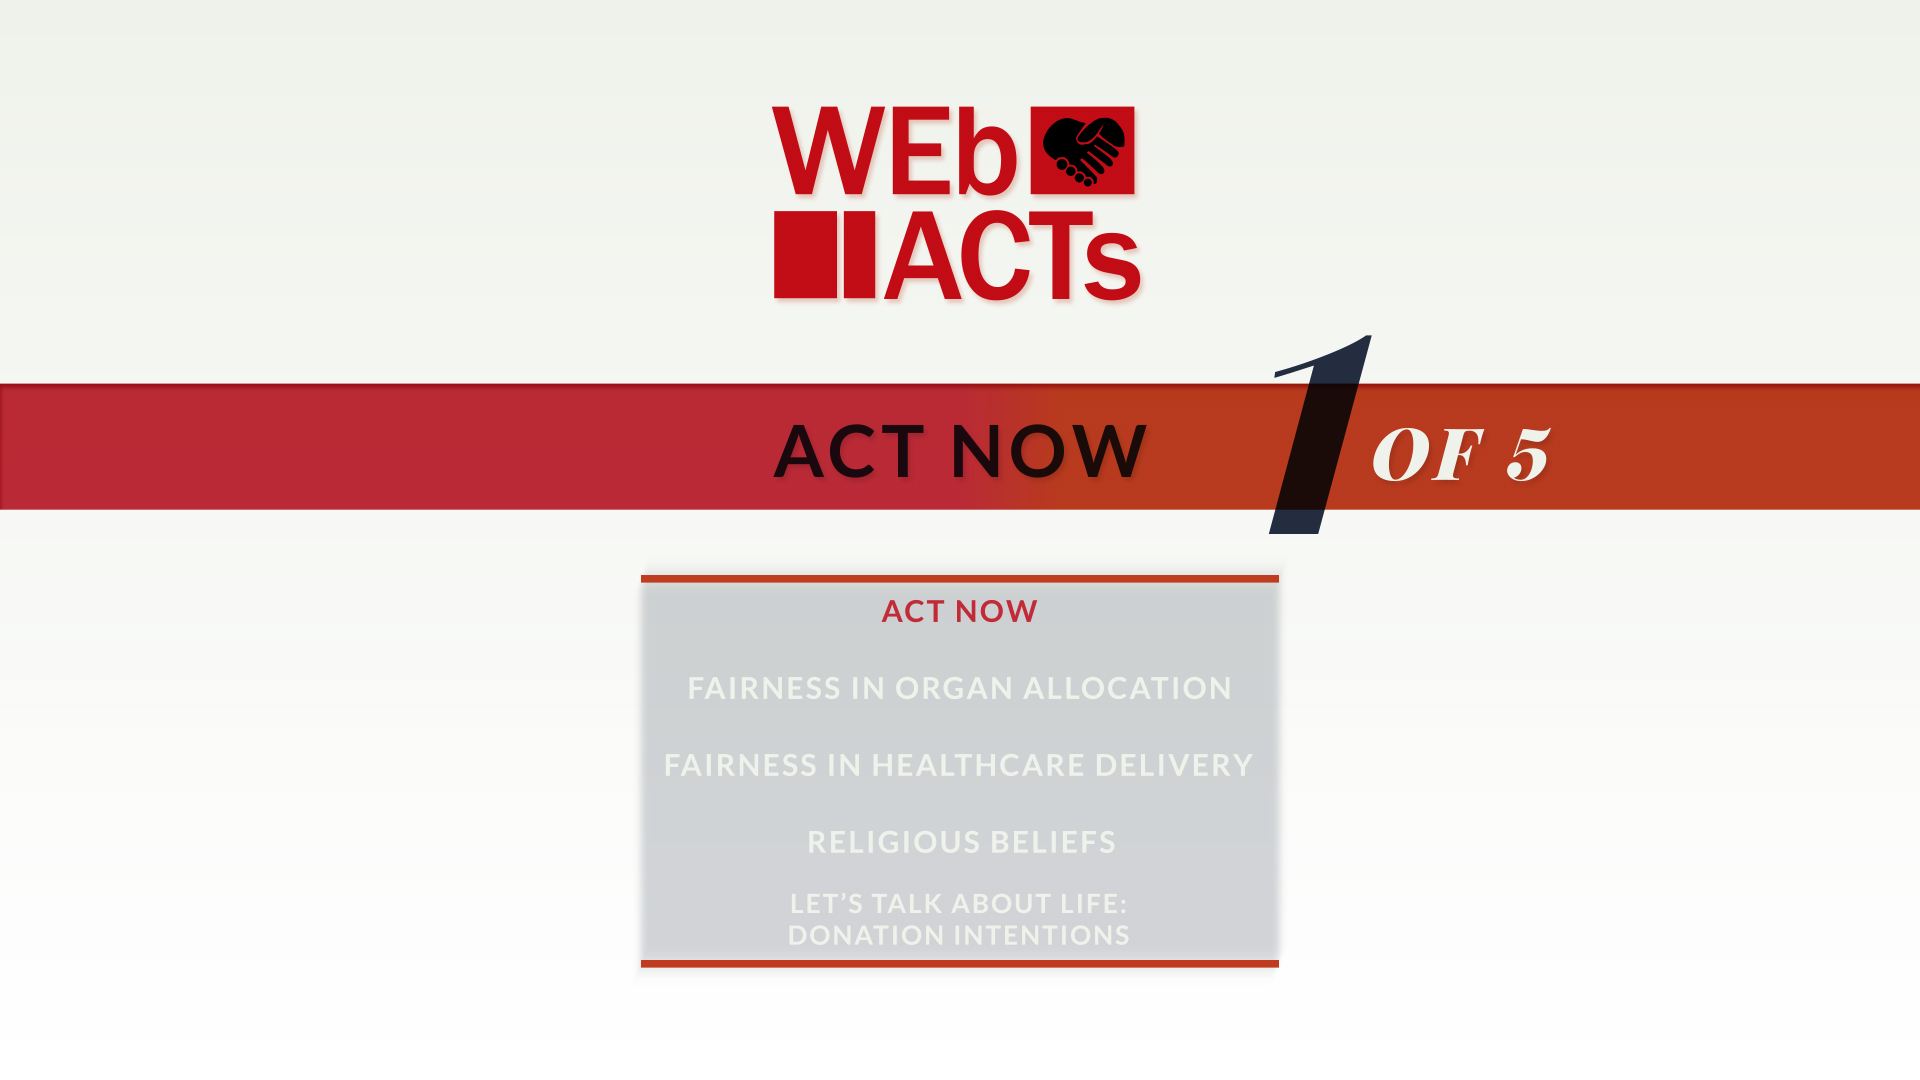 WEb
ACTs
ACT NOW 1 OF 5
ACT NOW
FAIRNESS IN ORGAN ALLOCATION
FAIRNESS IN HEALTHCARE DELIVERY
RELIGIOUS BELIEFS
LET’S TALK ABOUT LIFE:
DONATION INTENTIONS